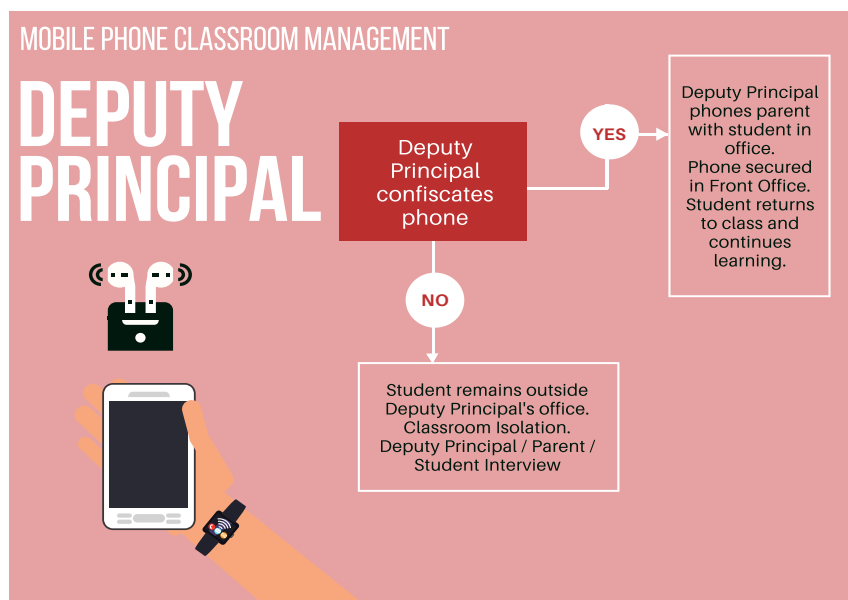 MOBILE PHONE CLASSROOM MANAGEMENT
DEPUTY
PRINCIPAL
Deputy
Principal
confiscates
phone
YES
Deputy Principal
phones parent
with student in
office.
Phone secured
in Front Office.
Student returns
to class and
continues
learning.
NO
Student remains outside
Deputy Principal's office.
Classroom Isolation.
Deputy Principal / Parent /
Student Interview